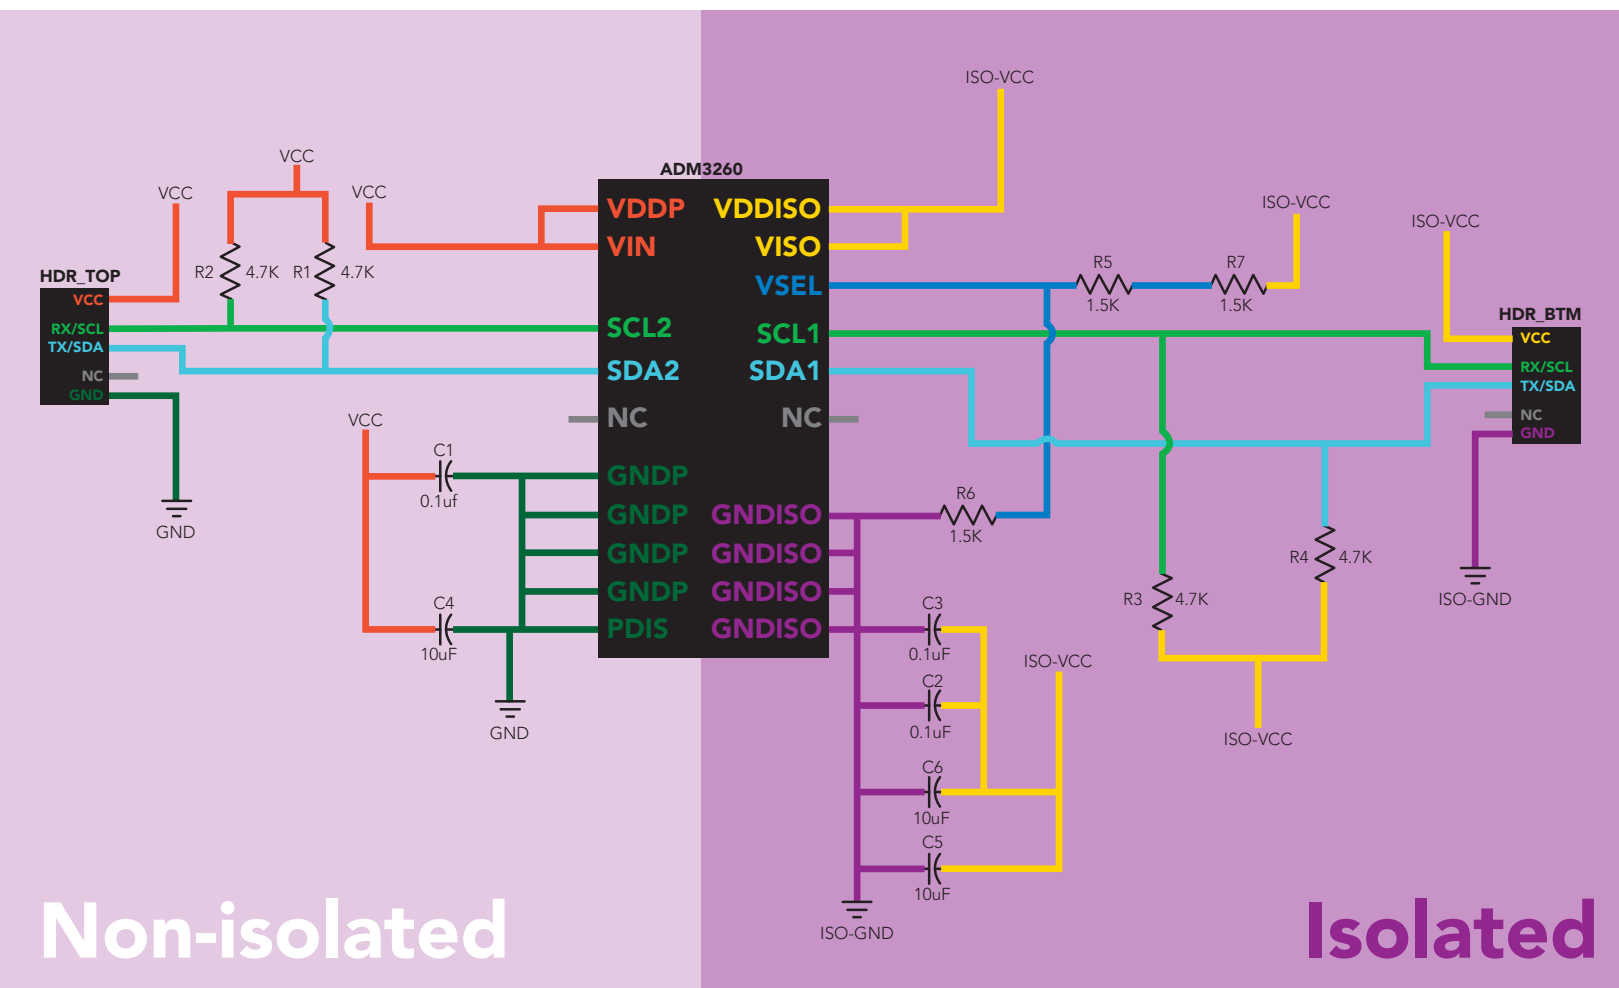 ISO-VCC
VCC
ADM3260
VCC
VCC
ISO-VCC
ISO-VCC
HDR_TOP
R2
4.7K
R1
4.7K
VCC
RX/SCL
TX/SDA
NC
GND
GND
VDDP
VIN
SCL2
SDA2
NC
GNDP
GNDP
GNDP
GNDP
PDIS
VDDISO
VISO
VSEL
SCL1
SDA1
NC
GNDISO
GNDISO
GNDISO
GNDISO
R5
1.5K
R7
1.5K
HDR_BTM
VCC
RX/SCL
TX/SDA
NC
GND
ISO-GND
VCC
C1
0.1uf
C4
10uF
GND
R6
1.5K
R3
4.7K
R4
4.7K
ISO-VCC
C3
0.1uF
ISO-VCC
C2
0.1uF
C6
10uF
C5
10uF
ISO-GND
Non-isolated
Isolated